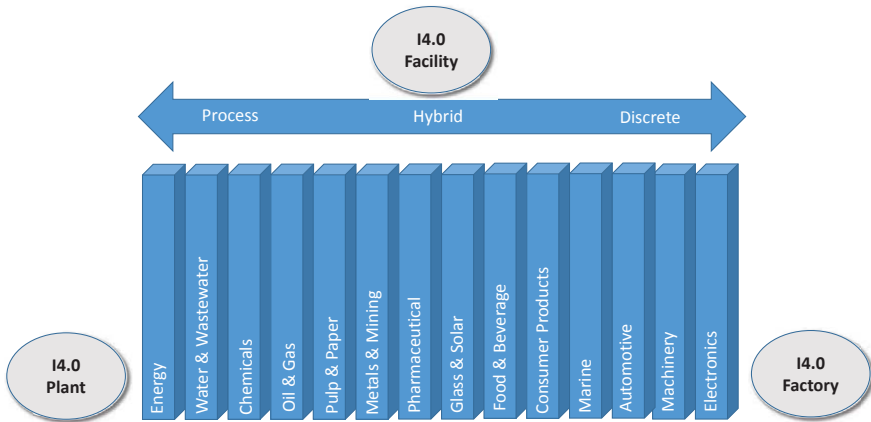 I4.0
Facility
Process Hybrid Discrete
Energy
Water & Wastewater
Chemicals
Oil & Gas
Pulp & Paper
Metals & Mining
Pharmaceutical
Glass & Solar
Food & Beverage
Consumer Products
Marine
Automotive
Machinery
Electronics
I4.0
Plant
I4.0
Factory